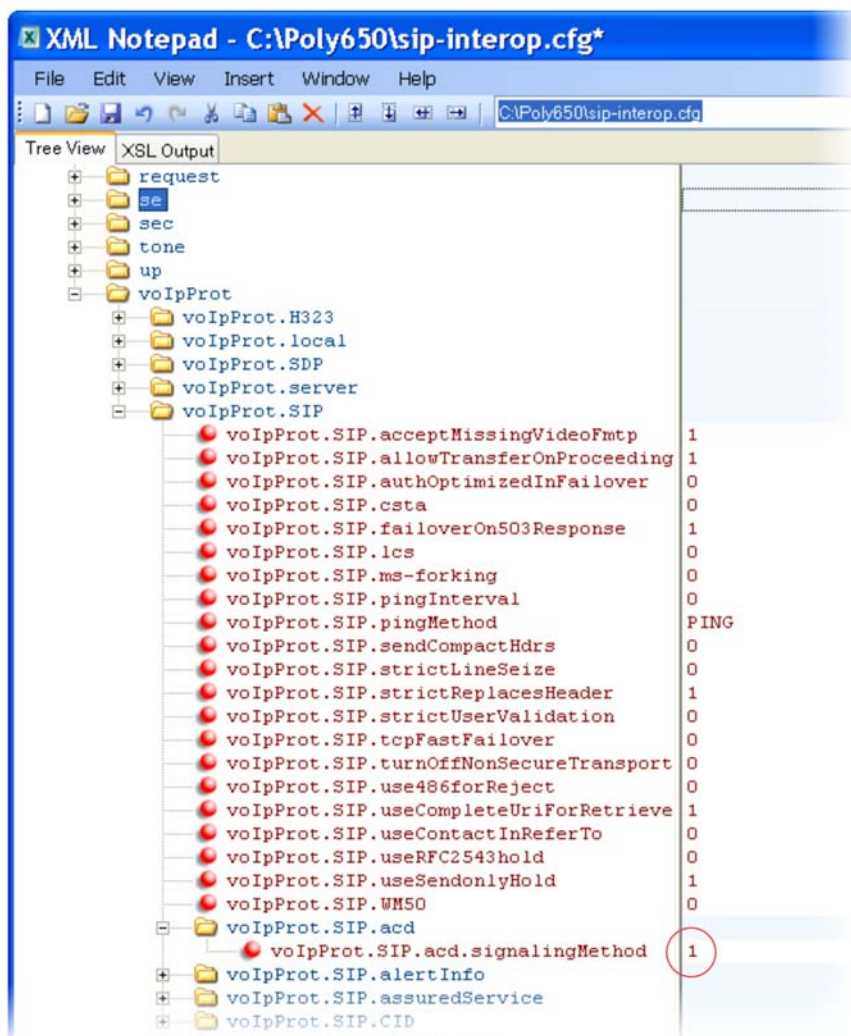 XML Notepad - C:\Poly650\sip-interop.cfg*
File Edit View Insert Window Help
C:\Poly650\sip-interop.cfg
Tree View XSL Output
request
se
sec
tone
up
voIpProt
voIpProt.H323
voIpProt.local
voIpProt.SDP
voIpProt.server
voIpProt.SIP
voIpProt.SIP.acceptMissingVideoFmtp 1
voIpProt.SIP.allowTransferOnProceeding 1
voIpProt.SIP.authOptimizedInFailover 0
voIpProt.SIP.csta 0
voIpProt.SIP.failoverOn503Response 1
voIpProt.SIP.lcs 0
voIpProt.SIP.ms-forking 0
voIpProt.SIP.pingInterval 0
voIpProt.SIP.pingMethod PING
voIpProt.SIP.sendCompactHdrs 0
voIpProt.SIP.strictLineSeize 0
voIpProt.SIP.strictReplacesHeader 1
voIpProt.SIP.strictUserValidation 0
voIpProt.SIP.tcpFastFailover 0
voIpProt.SIP.turnOffNonSecureTransport 0
voIpProt.SIP.use486forReject 0
voIpProt.SIP.useCompleteUriForRetrieve 1
voIpProt.SIP.useContactInReferTo 0
voIpProt.SIP.useRFC2543hold 0
voIpProt.SIP.useSendonlyHold 1
voIpProt.SIP.WM50 0
voIpProt.SIP.acd
voIpProt.SIP.acd.signalingMethod 1
voIpProt.SIP.alertInfo
voIpProt.SIP.assuredService
voIpProt.SIP.CID